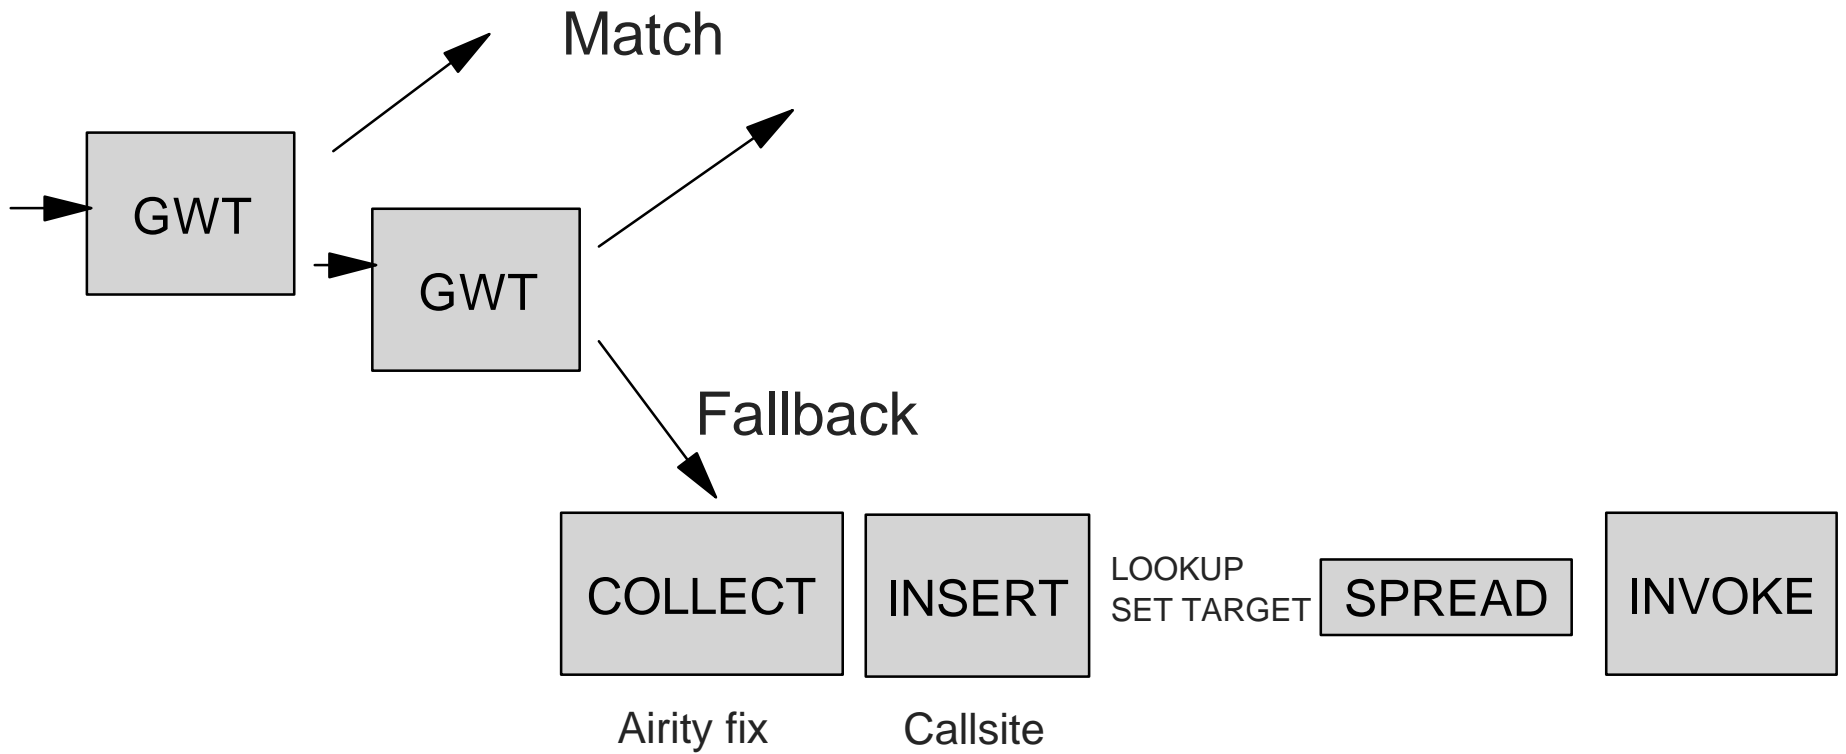 Match
GWT
GWT
Fallback
COLLECT
INSERT
LOOKUP
SET TARGET
SPREAD
INVOKE
Airity fix
Callsite